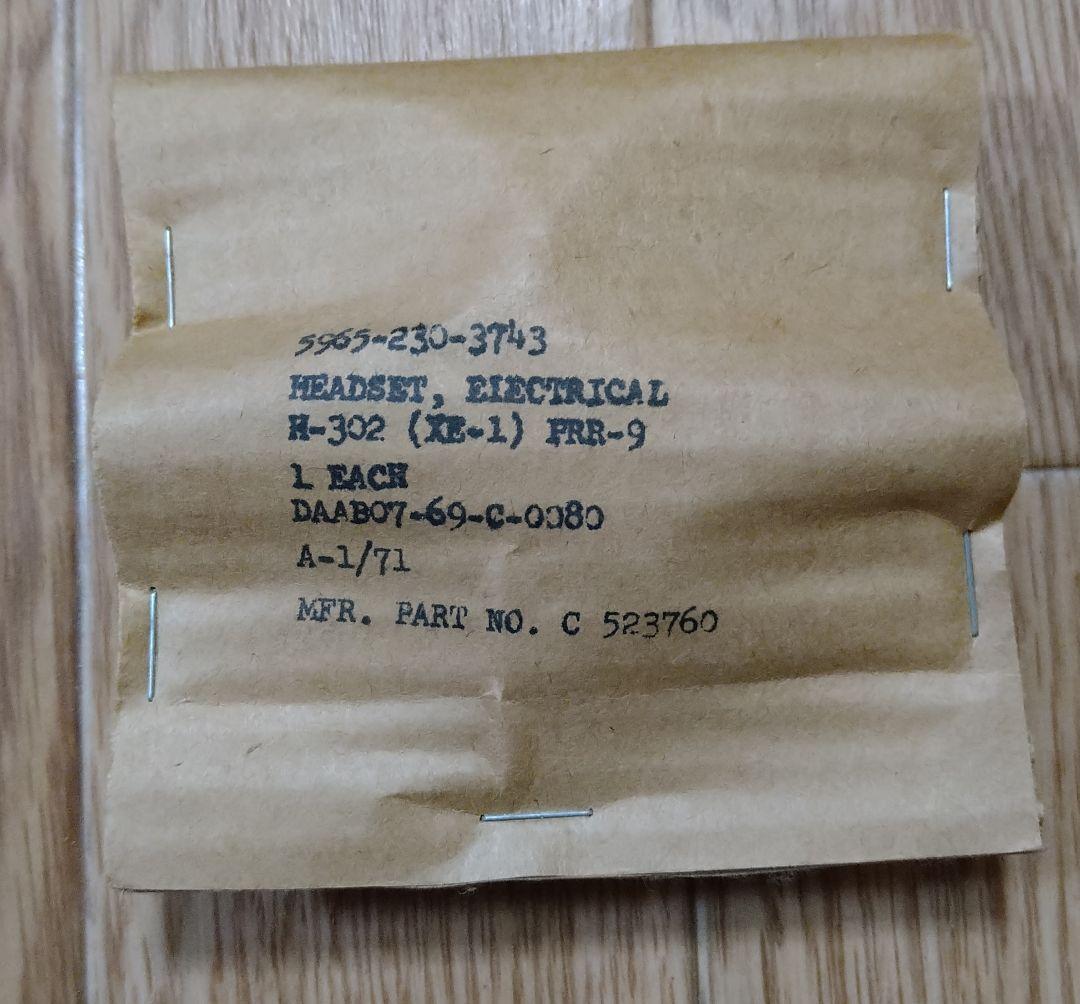 5965-230-3743
HEADSET, ElECTRICAL
H-302 (XE-1) PRR-9
1 EACH
DAAB07-69-C-0080
A-1/71
MFR. PART NO. C 523760